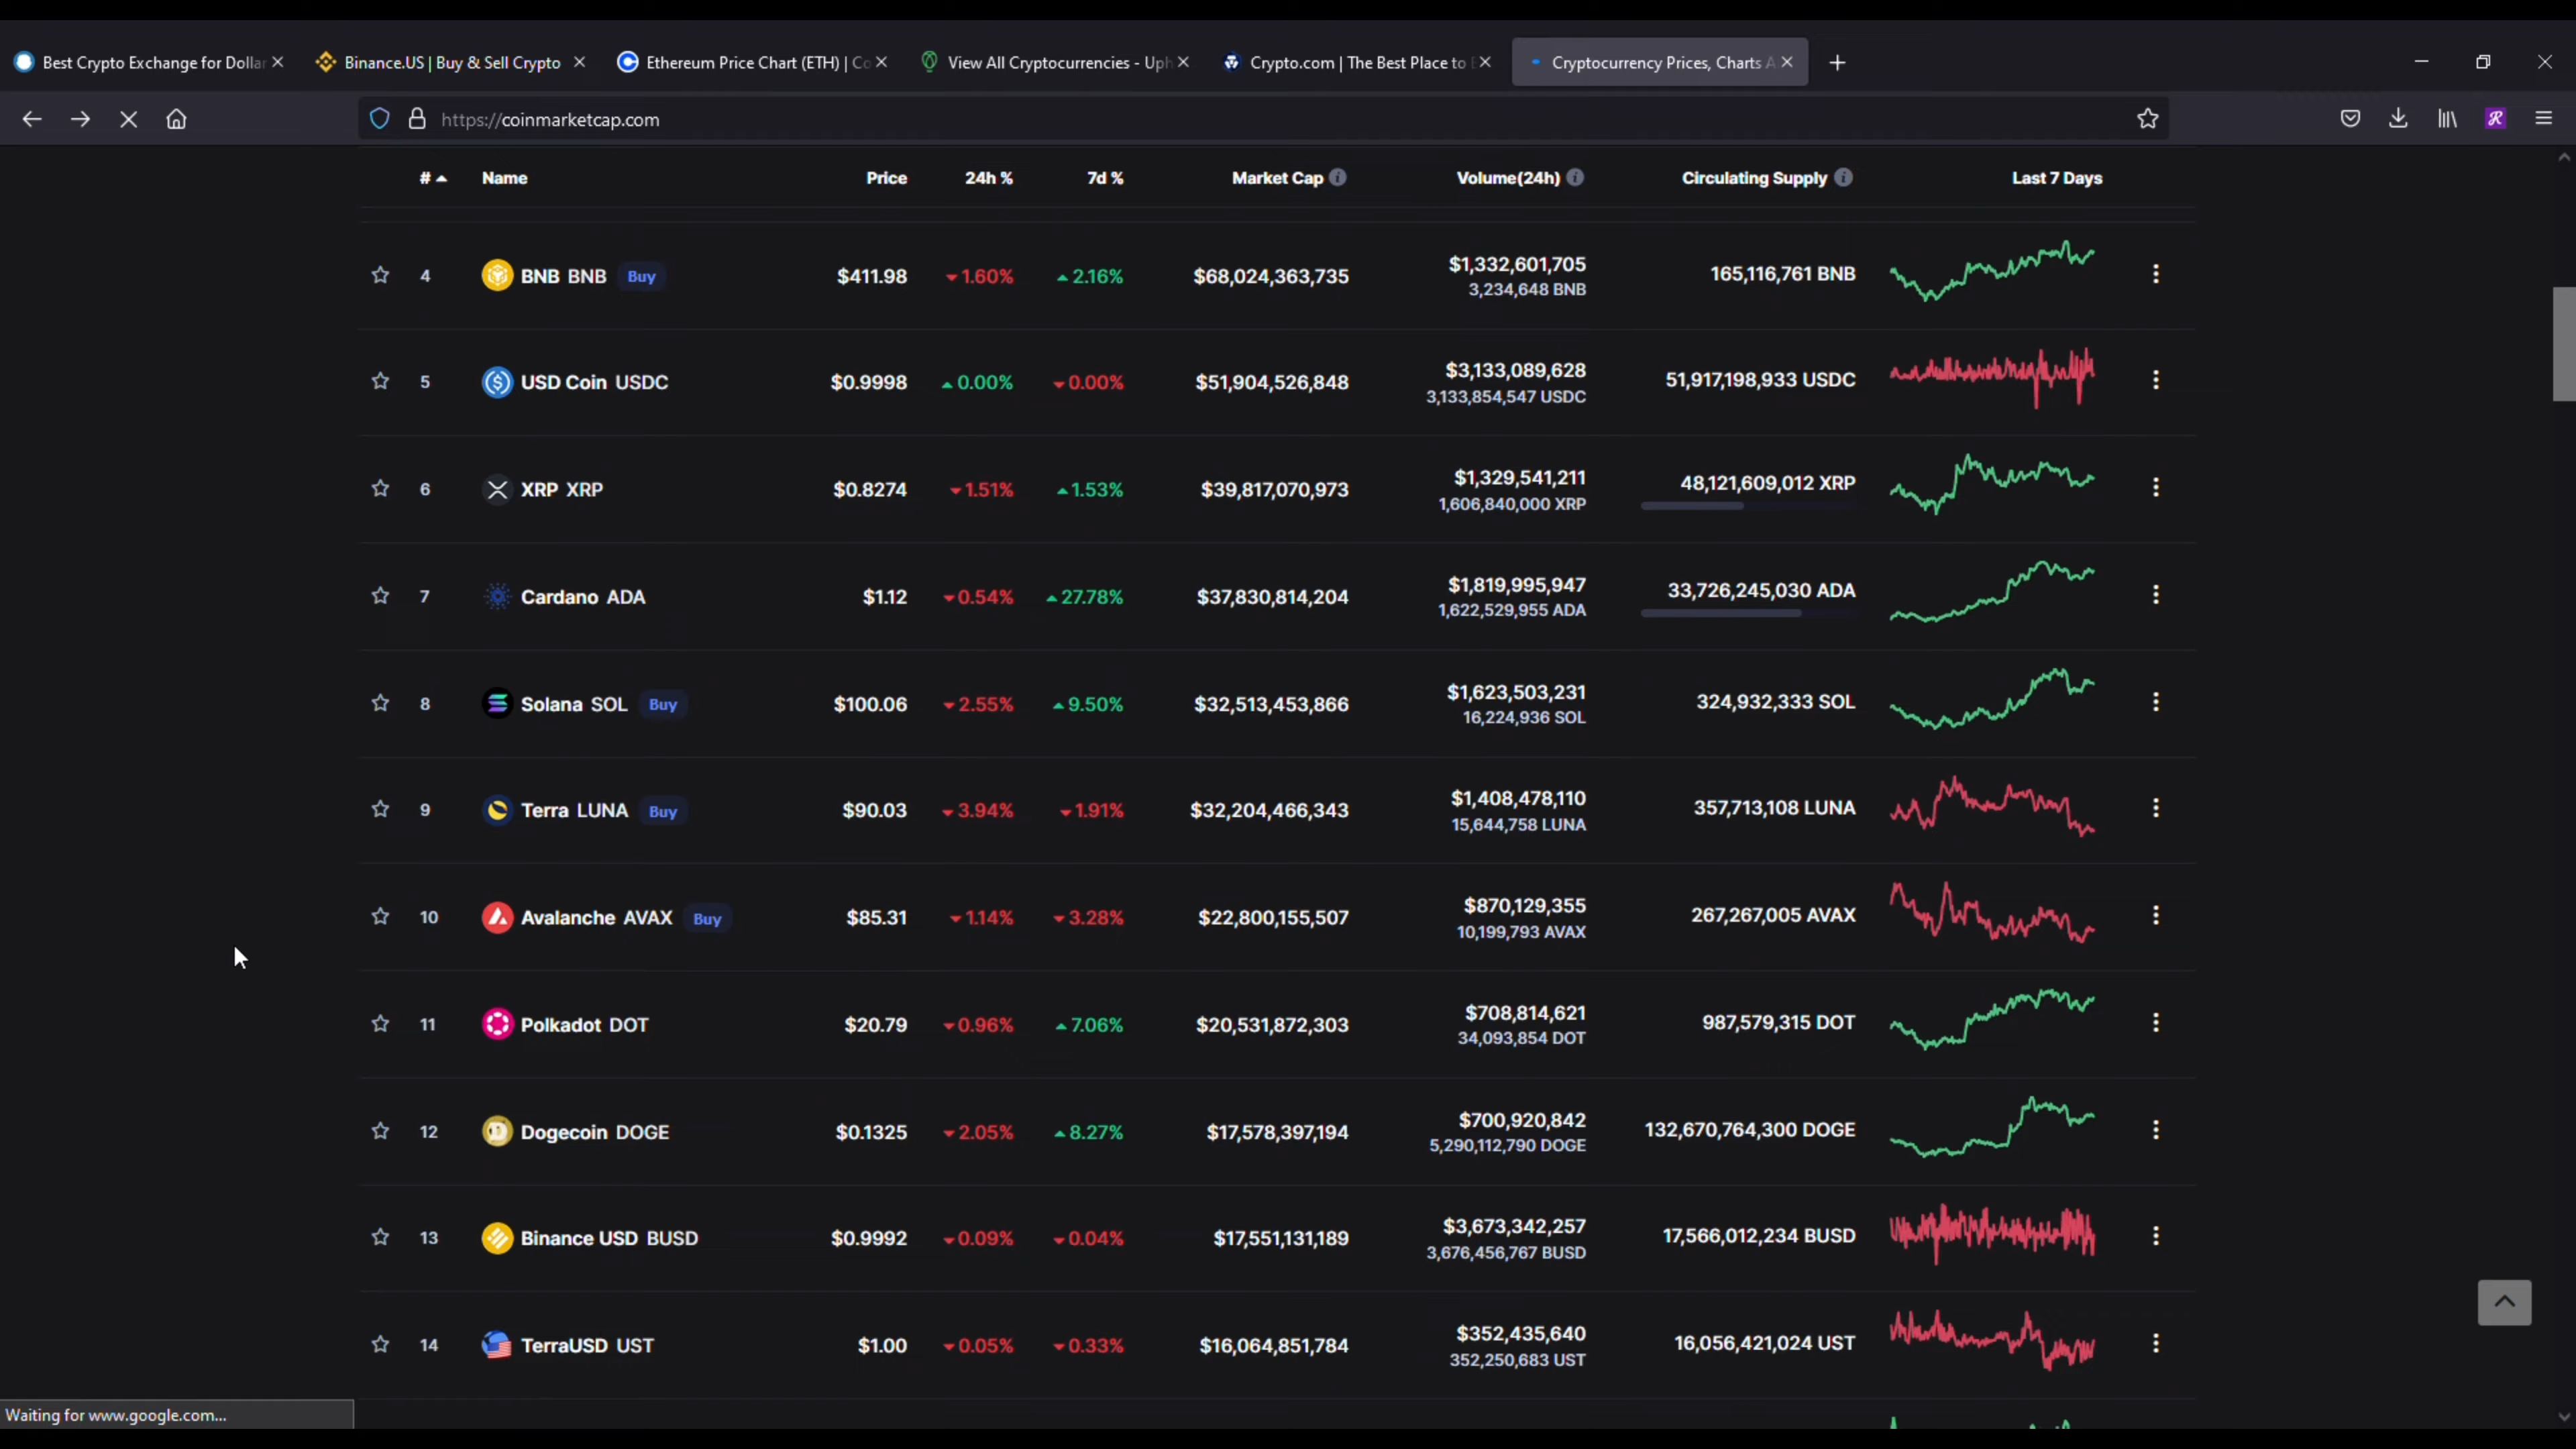 Best Crypto Exchange for Dollar
Binance.US | Buy & Sell Crypto
Ethereum Price Chart (ETH) | Co
View All Cryptocurrencies - Uph
Crypto.com | The Best Place to
Cryptocurrency Prices, Charts A
https://coinmarketcap.com
# Name Price 24h % 7d % Market Cap Volume(24h) Circulating Supply Last 7 Days
4 BNB BNB Buy $411.98 1.60% 2.16% $68,024,363,735 $1,332,601,705 165,116,761 BNB
3,234,648 BNB
5 USD Coin USDC $0.9998 0.00% 0.00% $51,904,526,848 $3,133,089,628 51,917,198,933 USDC
3,133,854,547 USDC
6 XRP XRP $0.8274 1.51% 1.53% $39,817,070,973 $1,329,541,211 48,121,609,012 XRP
1,606,840,000 XRP
7 Cardano ADA $1.12 0.54% 27.78% $37,830,814,204 $1,819,995,947 33,726,245,030 ADA
1,622,529,955 ADA
8 Solana SOL Buy $100.06 2.55% 9.50% $32,513,453,866 $1,623,503,231 324,932,333 SOL
16,224,936 SOL
9 Terra LUNA Buy $90.03 3.94% 1.91% $32,204,466,343 $1,408,478,110 357,713,108 LUNA
15,644,758 LUNA
10 Avalanche AVAX Buy $85.31 1.14% 3.28% $22,800,155,507 $870,129,355 267,267,005 AVAX
10,199,793 AVAX
11 Polkadot DOT $20.79 0.96% 7.06% $20,531,872,303 $708,814,621 987,579,315 DOT
34,093,854 DOT
12 Dogecoin DOGE $0.1325 2.05% 8.27% $17,578,397,194 $700,920,842 132,670,764,300 DOGE
5,290,112,790 DOGE
13 Binance USD BUSD $0.9992 0.09% 0.04% $17,551,131,189 $3,673,342,257 17,566,012,234 BUSD
3,676,456,767 BUSD
14 TerraUSD UST $1.00 0.05% 0.33% $16,064,851,784 $352,435,640 16,056,421,024 UST
352,250,683 UST
Waiting for www.google.com...